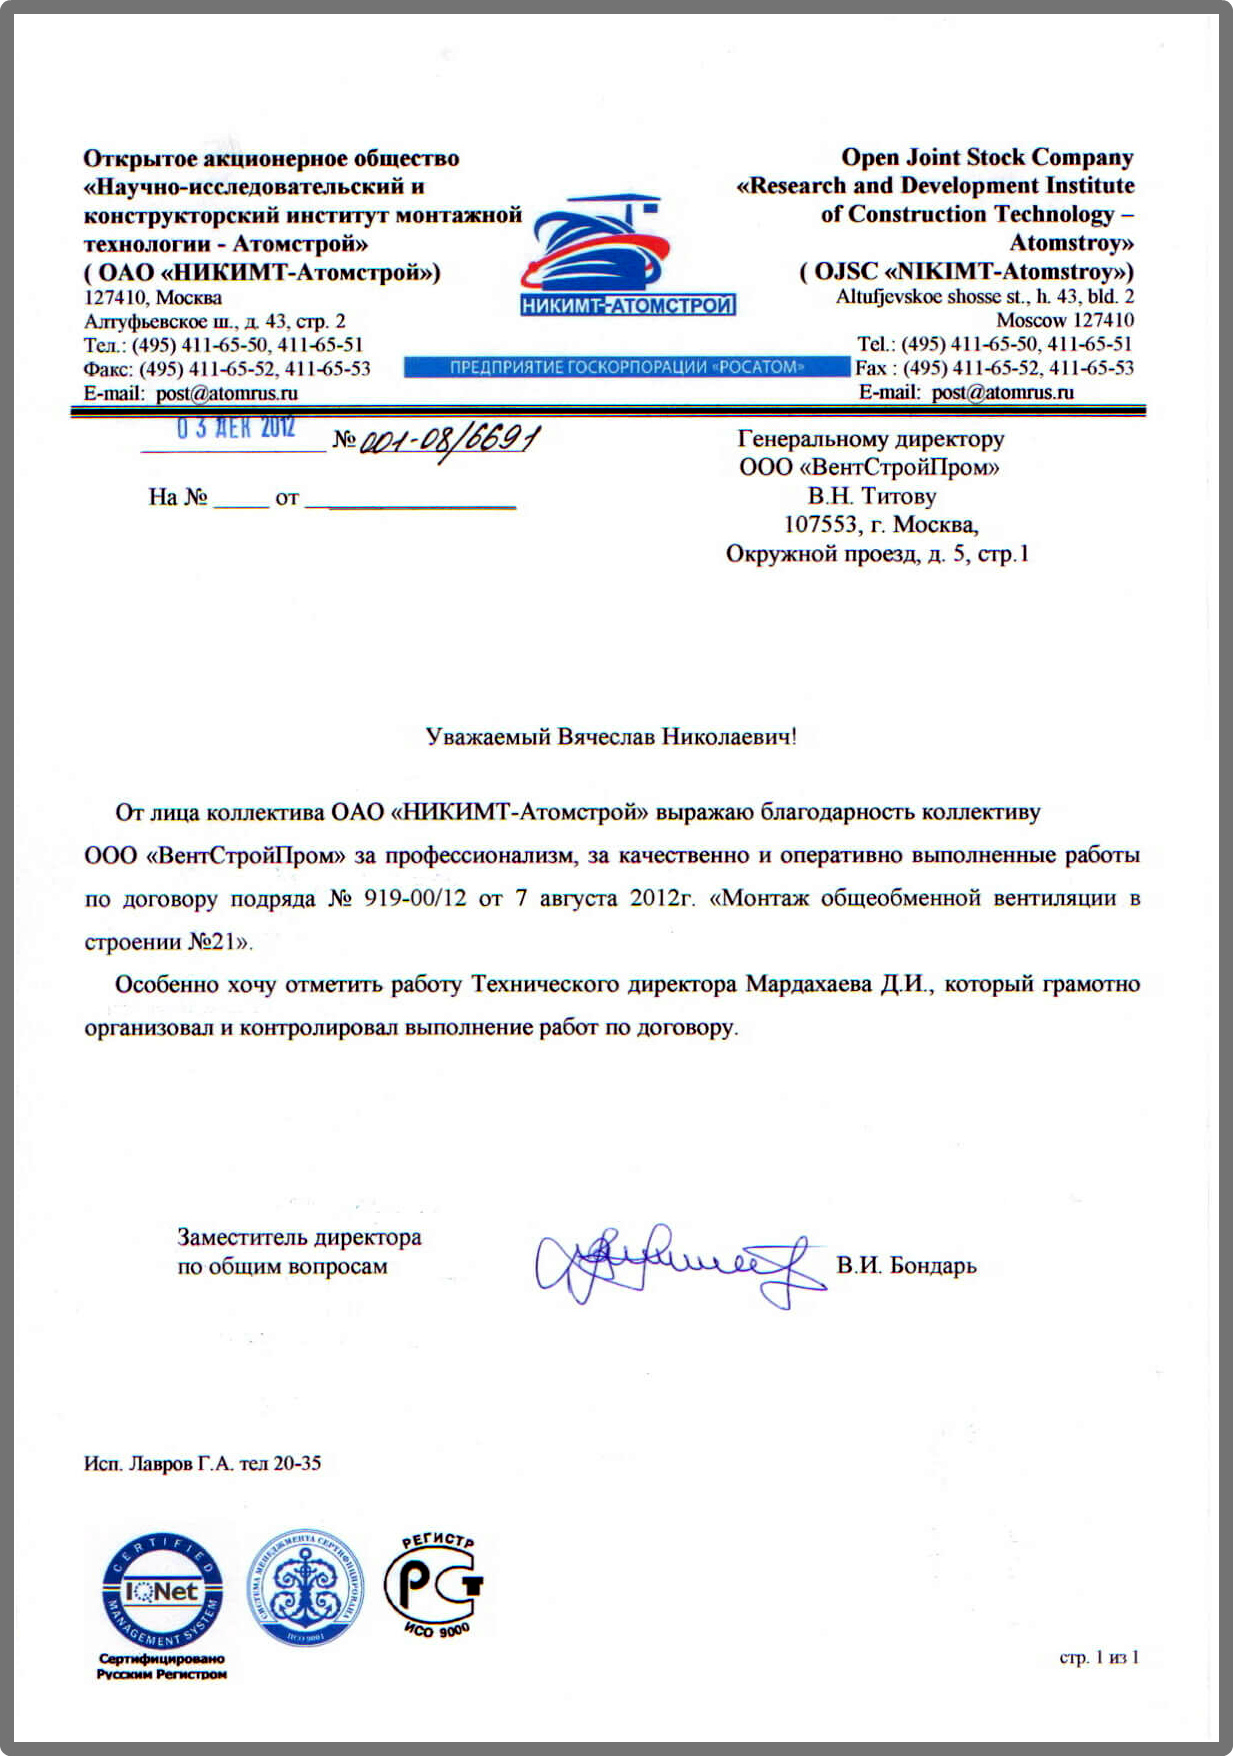 Открытое акционерное общество
«Научно-исследовательский и
конструкторский институт монтажной
технологии - Атомстрой»
( ОАО «НИКИМТ-Атомстрой»)
127410, Москва
Алтуфьевское ш., д. 43, стр. 2
Тел.: (495) 411-65-50, 411-65-51
Факс: (495) 411-65-52, 411-65-53
E-mail: post@atomrus.ru
НИКИМТ-АТОМСТРОЙ
ПРЕДПРИЯТИЕ ГОСКОРПОРАЦИИ «РОСАТОМ»
Open Joint Stock Company
«Research and Development Institute
of Construction Technology –
Atomstroy»
( OJSC «NIKIMT-Atomstroy»)
Altufjevskoe shosse st., h. 43, bld. 2
Moscow 127410
Tel.: (495) 411-65-50, 411-65-51
Fax : (495) 411-65-52, 411-65-53
E-mail: post@atomrus.ru
03 ДЕК 2012 № 001-08/6691
На № ____ от ________________
Генеральному директору
ООО «ВентСтройПром»
В.Н. Титову
107553, г. Москва,
Окружной проезд, д. 5, стр.1
Уважаемый Вячеслав Николаевич!
От лица коллектива ОАО «НИКИМТ-Атомстрой» выражаю благодарность коллективу
ООО «ВентСтройПром» за профессионализм, за качественно и оперативно выполненные работы
по договору подряда № 919-00/12 от 7 августа 2012г. «Монтаж общеобменной вентиляции в
строении №21».
Особенно хочу отметить работу Технического директора Мардахаева Д.И., который грамотно
организовал и контролировал выполнение работ по договору.
Заместитель директора
по общим вопросам
В.И. Бондарь
Исп. Лавров Г.А. тел 20-35
CERTIFIED
IQNet
MANAGEMENT SYSTEM
Сертифицировано
Русским Регистром
СИСТЕМА МЕНЕДЖМЕНТА СЕРТИФИЦИРОВАНА
ИСО 9001
РЕГИСТР
РСТ
ИСО 9000
стр. 1 из 1